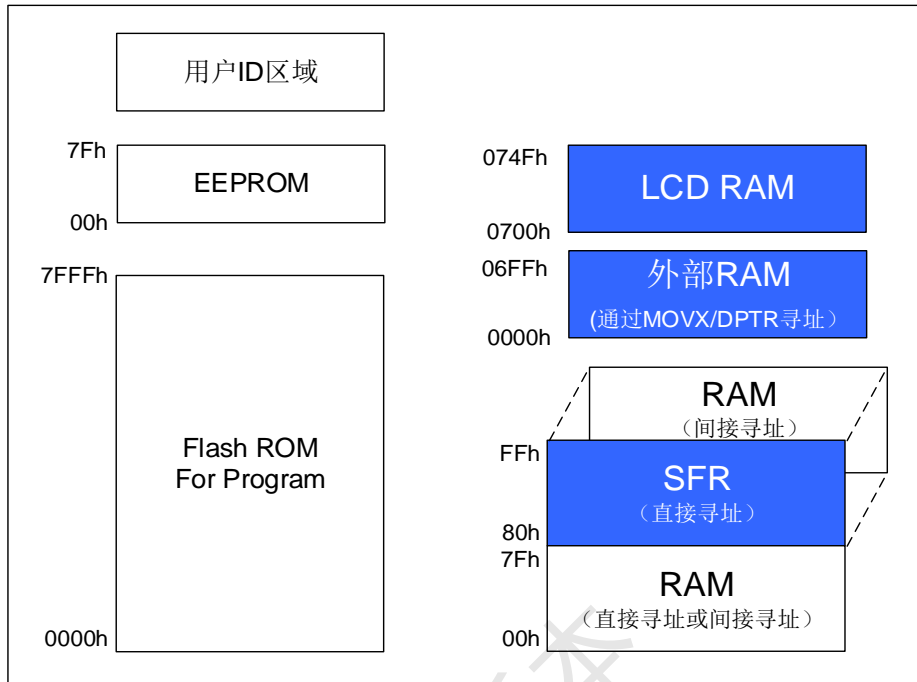 用户ID区域
7Fh
EEPROM
00h
7FFFh
Flash ROM
For Program
0000h
074Fh
LCD RAM
0700h
06FFh
外部RAM
(通过MOVX/DPTR寻址）
0000h
RAM
（间接寻址）
FFh
SFR
（直接寻址）
80h
7Fh
RAM
（直接寻址或间接寻址）
00h
本